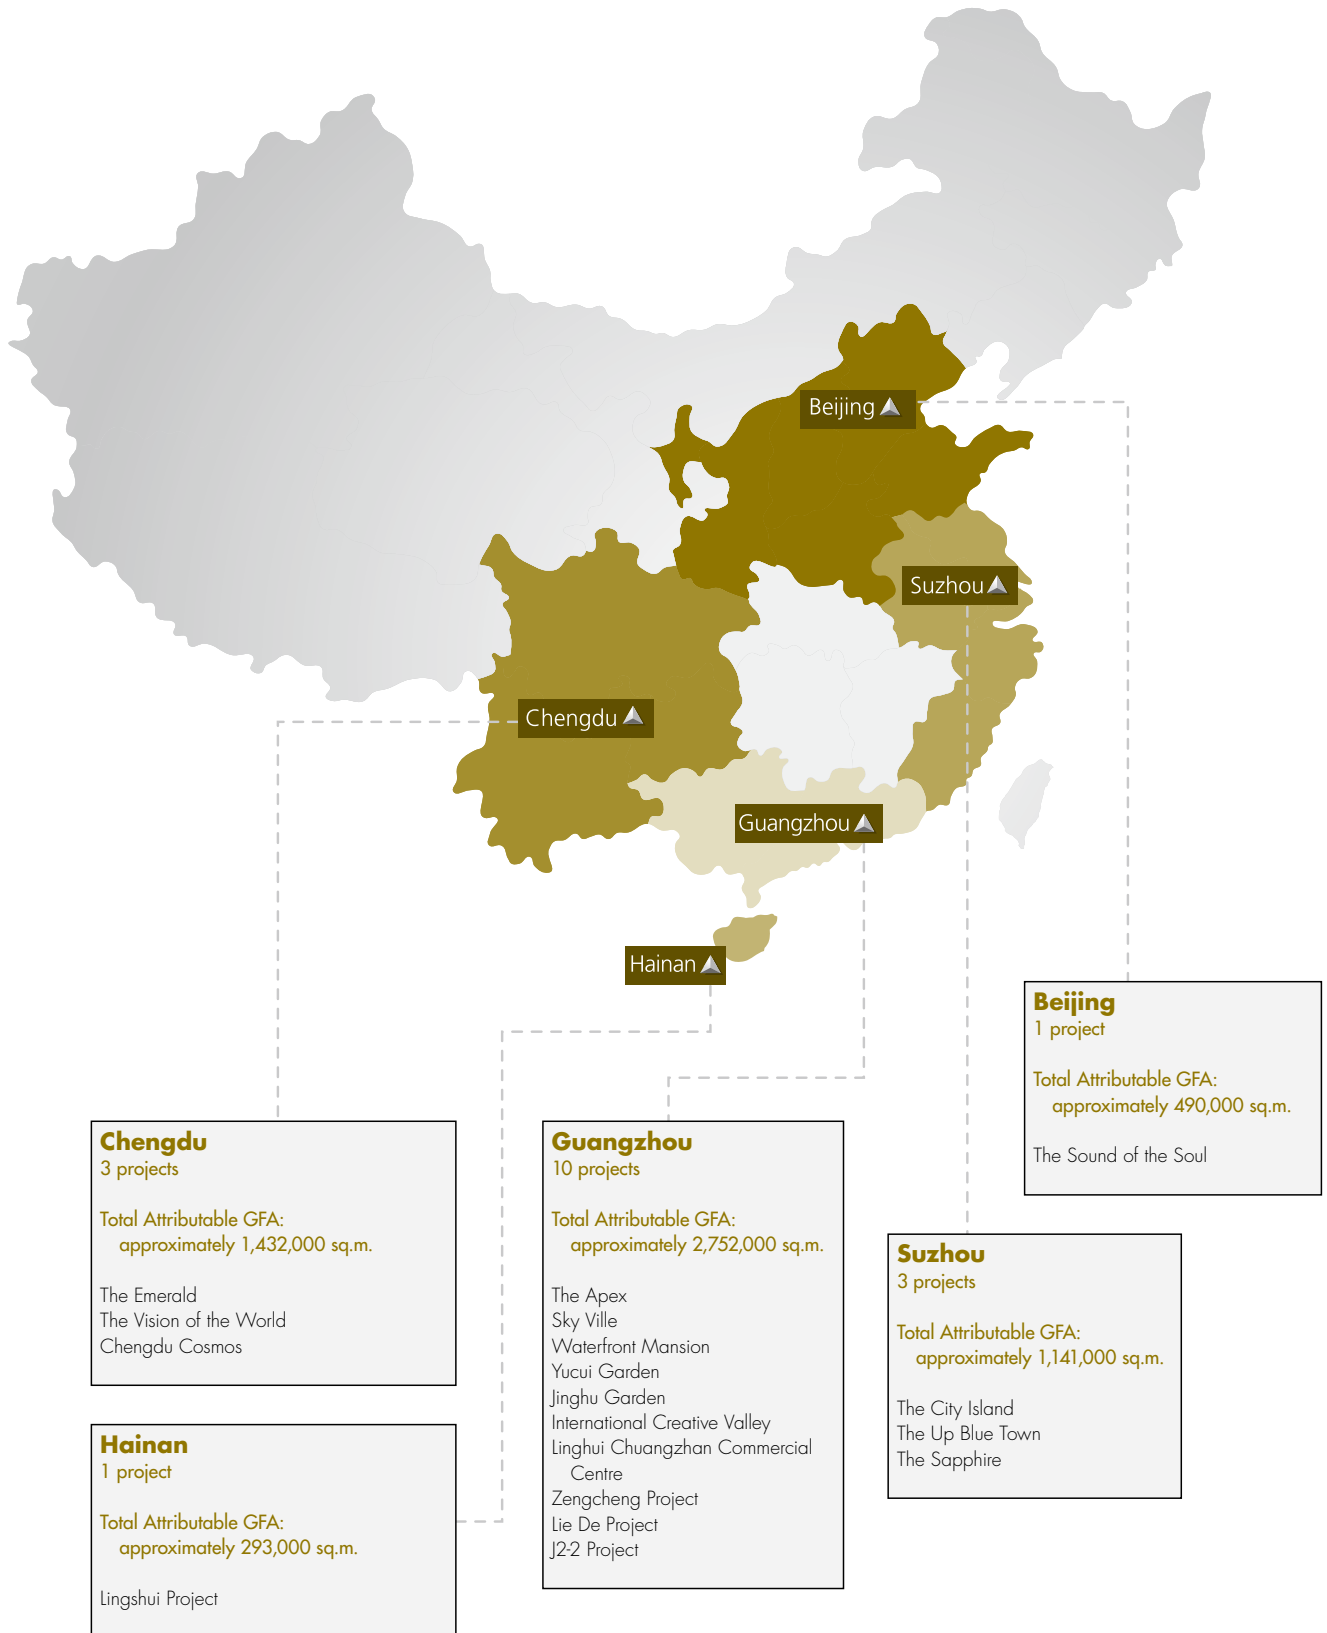 Beijing
Suzhou
Chengdu
Guangzhou
Hainan
Beijing
1 project
Total Attributable GFA:
approximately 490,000 sq.m.
The Sound of the Soul
Chengdu
3 projects
Total Attributable GFA:
approximately 1,432,000 sq.m.
The Emerald
The Vision of the World
Chengdu Cosmos
Guangzhou
10 projects
Total Attributable GFA:
approximately 2,752,000 sq.m.
The Apex
Sky Ville
Waterfront Mansion
Yucui Garden
Jinghu Garden
International Creative Valley
Linghui Chuangzhan Commercial
Centre
Zengcheng Project
Lie De Project
J2-2 Project
Suzhou
3 projects
Total Attributable GFA:
approximately 1,141,000 sq.m.
The City Island
The Up Blue Town
The Sapphire
Hainan
1 project
Total Attributable GFA:
approximately 293,000 sq.m.
Lingshui Project